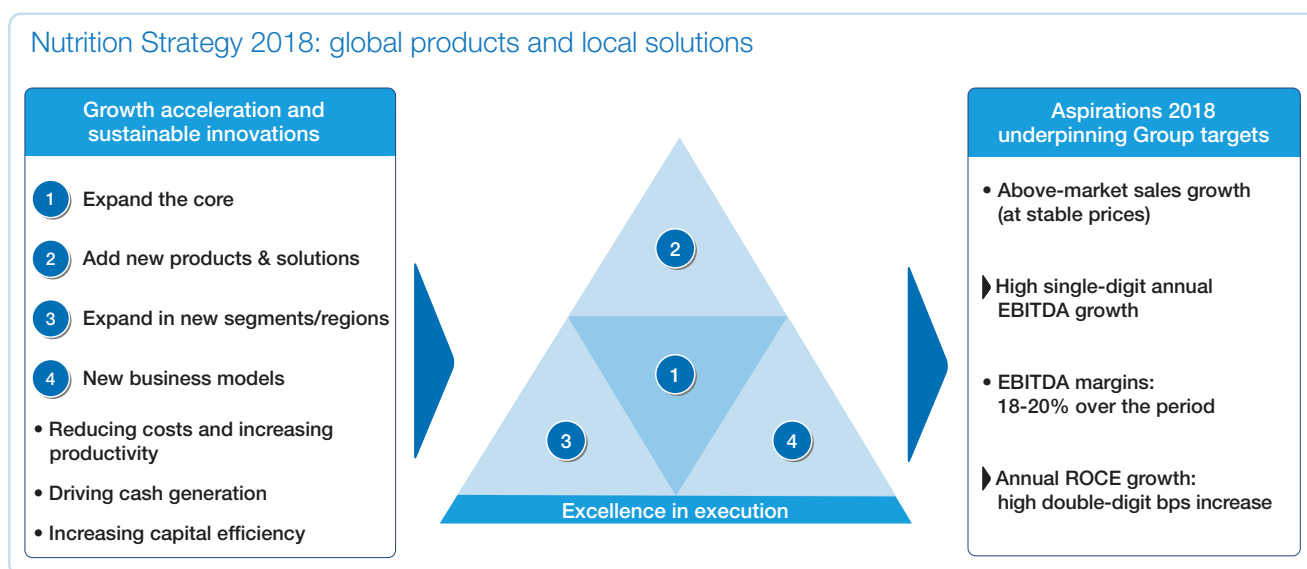 Nutrition Strategy 2018: global products and local solutions
Growth acceleration and
sustainable innovations
1 Expand the core
2 Add new products & solutions
3 Expand in new segments/regions
4 New business models
• Reducing costs and increasing
productivity
• Driving cash generation
• Increasing capital efficiency
2
1
3
4
Excellence in execution
Aspirations 2018
underpinning Group targets
• Above-market sales growth
(at stable prices)
High single-digit annual
EBITDA growth
• EBITDA margins:
18-20% over the period
Annual ROCE growth:
high double-digit bps increase